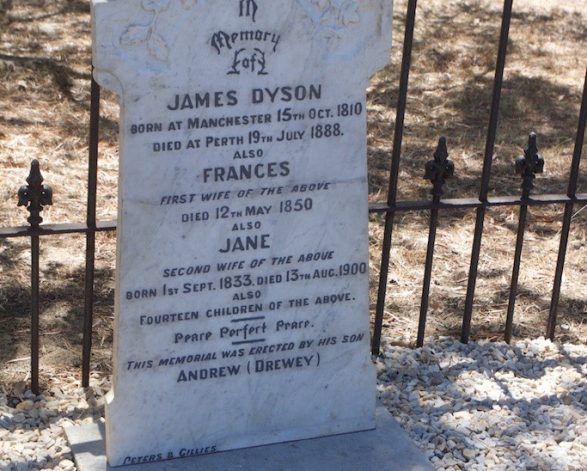 In
Memory
of
JAMES DYSON
BORN AT MANCHESTER 15TH OCT. 1810
DIED AT PERTH 19TH JULY 1888.
ALSO
FRANCES
FIRST WIFE OF THE ABOVE
DIED 12TH MAY 1850
ALSO
JANE
SECOND WIFE OF THE ABOVE
BORN 1ST SEPT. 1833. DIED 13TH AUG. 1900
ALSO
FOURTEEN CHILDREN OF THE ABOVE.
Peace Perfect Peace.
THIS MEMORIAL WAS ERECTED BY HIS SON
ANDREW (DREWEY)
PETERS & GILLIES